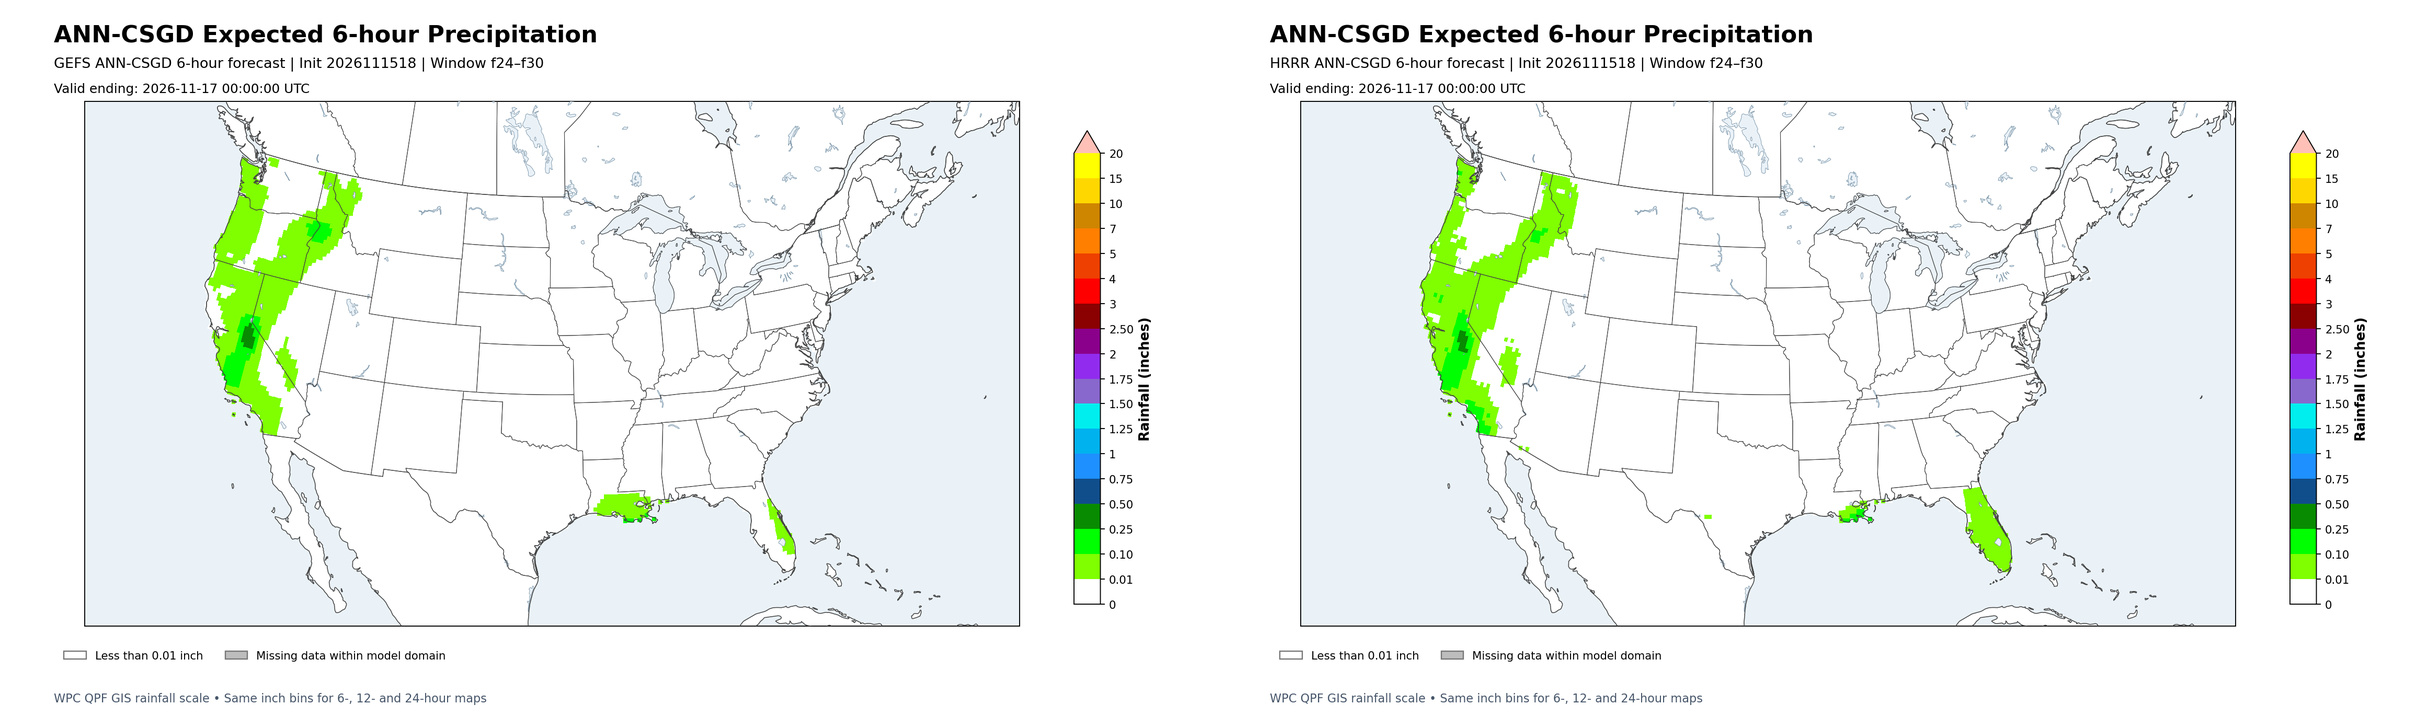 ANN-CSGD Expected 6-hour Precipitation
GEFS ANN-CSGD 6-hour forecast | Init 2026111518 | Window f24–f30
Valid ending: 2026-11-17 00:00:00 UTC
20
15
10
7
5
4
3
2.50
2
1.75
1.50
1.25
1
0.75
0.50
0.25
0.10
0.01
0
Rainfall (inches)
Less than 0.01 inch
Missing data within model domain
WPC QPF GIS rainfall scale • Same inch bins for 6-, 12- and 24-hour maps
ANN-CSGD Expected 6-hour Precipitation
HRRR ANN-CSGD 6-hour forecast | Init 2026111518 | Window f24–f30
Valid ending: 2026-11-17 00:00:00 UTC
20
15
10
7
5
4
3
2.50
2
1.75
1.50
1.25
1
0.75
0.50
0.25
0.10
0.01
0
Rainfall (inches)
Less than 0.01 inch
Missing data within model domain
WPC QPF GIS rainfall scale • Same inch bins for 6-, 12- and 24-hour maps